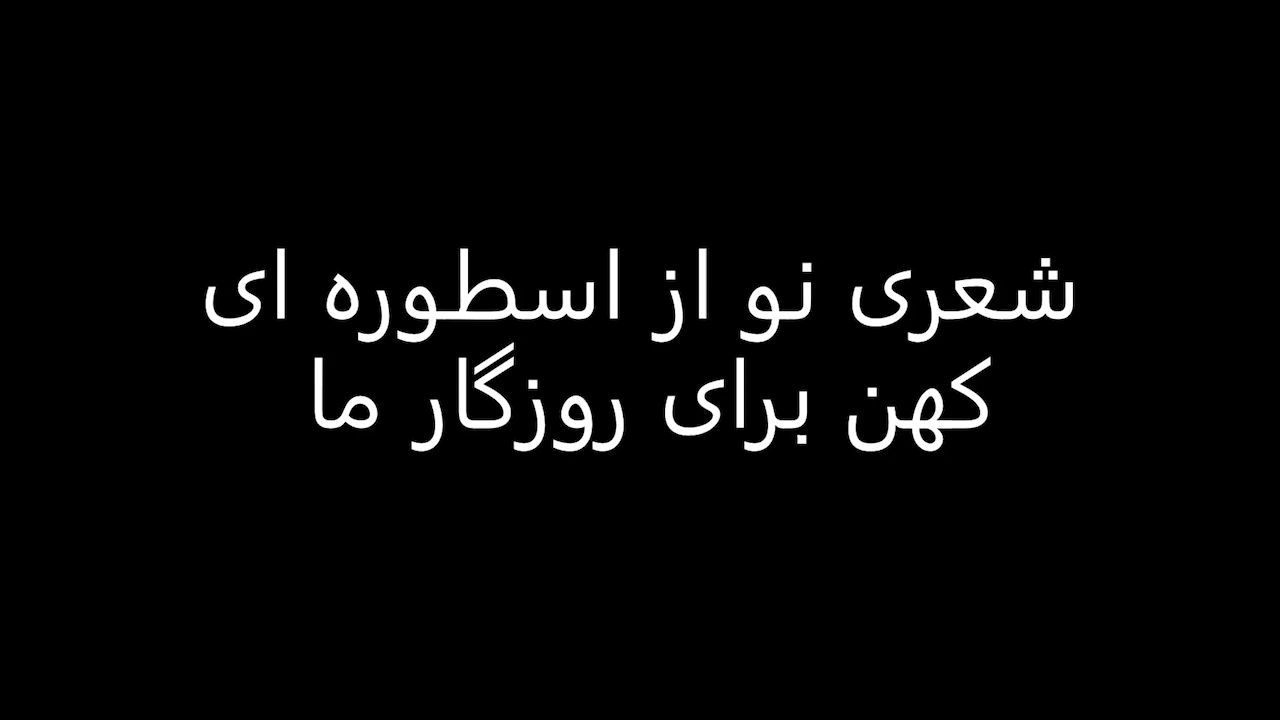 شعری نو از اسطوره ای
کهن برای روزگار ما